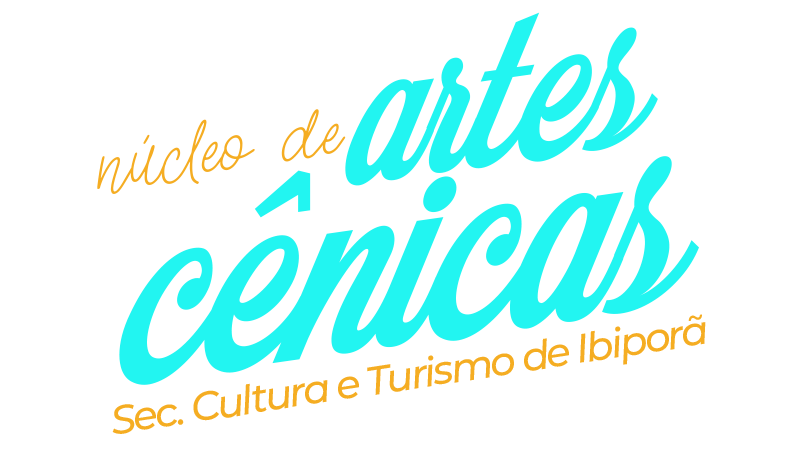 núcleo de artes
cênicas
Sec. Cultura e Turismo de Ibiporã